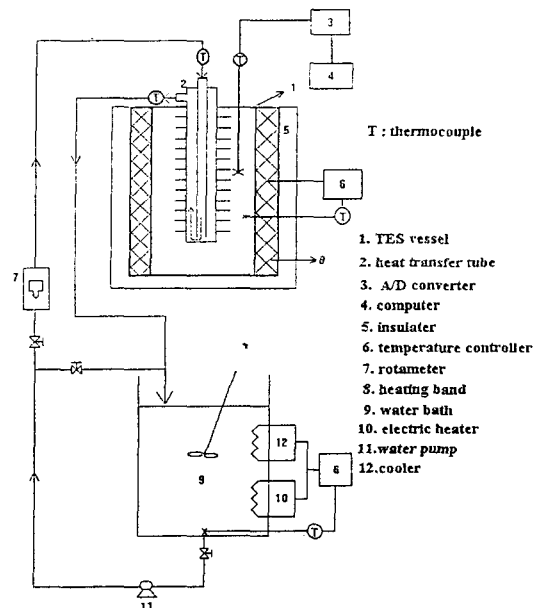 3
T
T
4
2
1
T
5
T : thermocouple
6
T
7
8
1. TES vessel
2. heat transfer tube
3. A/D converter
4. computer
5. insulater
6. temperature controller
7. rotameter
8. heating band
9. water bath
10. electric heater
11. water pump
12. cooler
12
6
9
10
T
11